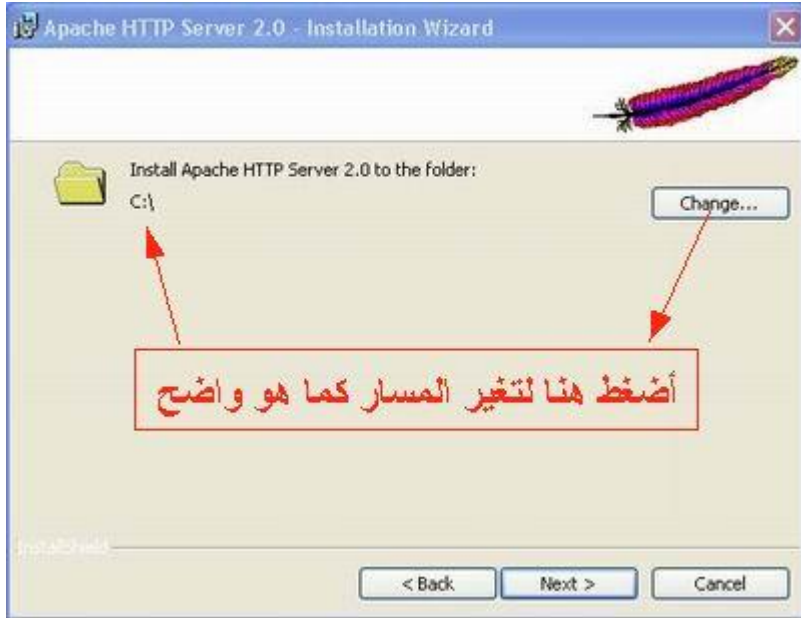 Apache HTTP Server 2.0 - Installation Wizard
Install Apache HTTP Server 2.0 to the folder:
C:\
Change...
أضغط هنا لتغير المسار كما هو واضح
InstallShield
< Back
Next >
Cancel